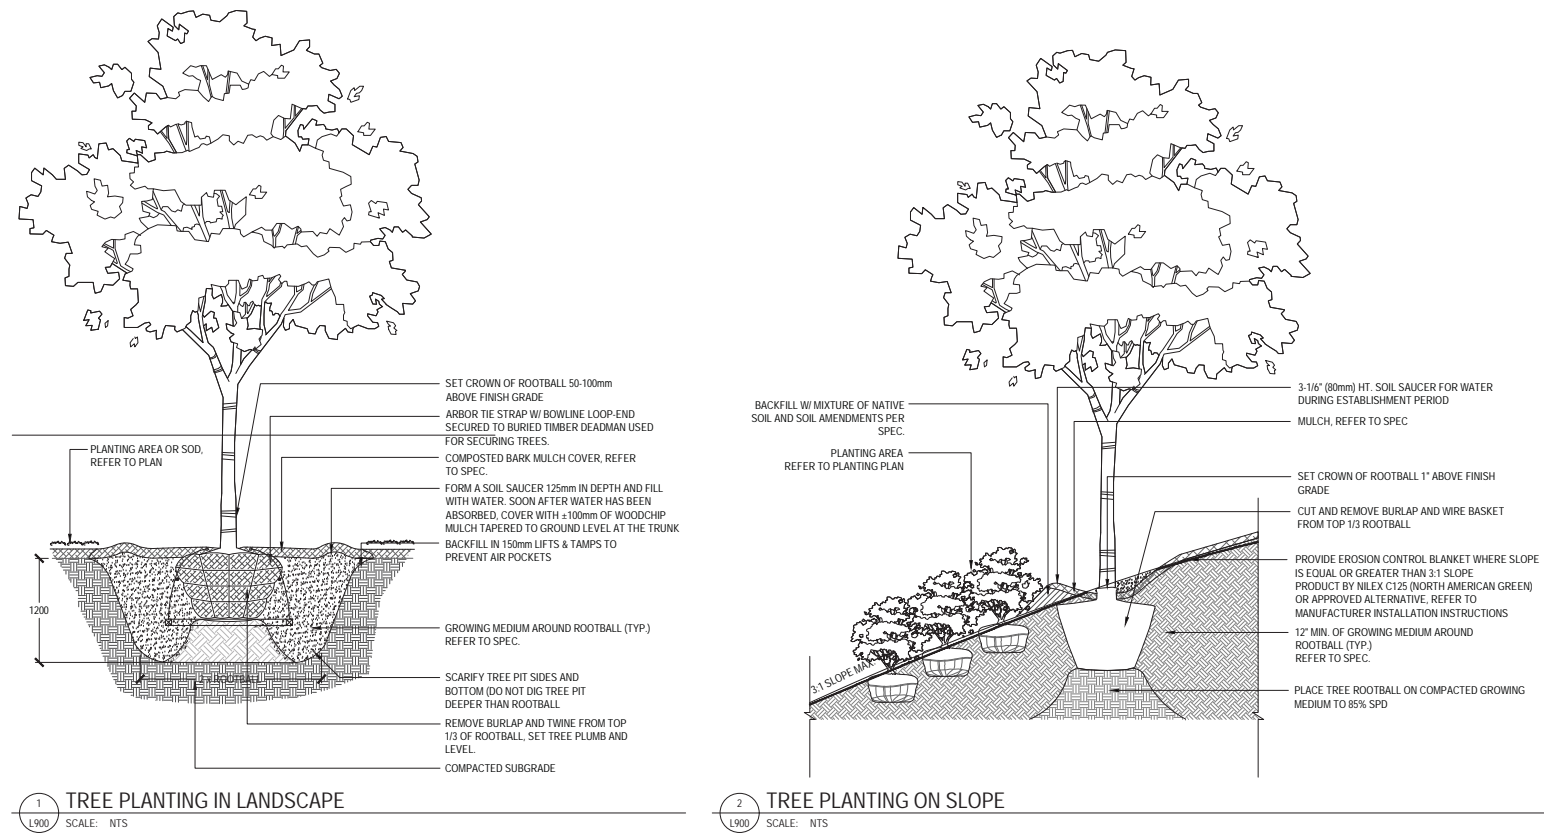 SET CROWN OF ROOTBALL 50-100mm
ABOVE FINISH GRADE
ARBOR TIE STRAP W/ BOWLINE LOOP-END
SECURED TO BURIED TIMBER DEADMAN USED
FOR SECURING TREES.
PLANTING AREA OR SOD,
REFER TO PLAN
COMPOSTED BARK MULCH COVER, REFER
TO SPEC.
FORM A SOIL SAUCER 125mm IN DEPTH AND FILL
WITH WATER. SOON AFTER WATER HAS BEEN
ABSORBED, COVER WITH ±100mm OF WOODCHIP
MULCH TAPERED TO GROUND LEVEL AT THE TRUNK
BACKFILL IN 150mm LIFTS & TAMPS TO
PREVENT AIR POCKETS
1200
GROWING MEDIUM AROUND ROOTBALL (TYP.)
REFER TO SPEC.
2 x ROOTBALL
SCARIFY TREE PIT SIDES AND
BOTTOM (DO NOT DIG TREE PIT
DEEPER THAN ROOTBALL
REMOVE BURLAP AND TWINE FROM TOP
1/3 OF ROOTBALL, SET TREE PLUMB AND
LEVEL.
COMPACTED SUBGRADE
1
L900
TREE PLANTING IN LANDSCAPE
SCALE: NTS
BACKFILL W/ MIXTURE OF NATIVE
SOIL AND SOIL AMENDMENTS PER
SPEC.
PLANTING AREA
REFER TO PLANTING PLAN
3-1/6" (80mm) HT. SOIL SAUCER FOR WATER
DURING ESTABLISHMENT PERIOD
MULCH, REFER TO SPEC
SET CROWN OF ROOTBALL 1" ABOVE FINISH
GRADE
CUT AND REMOVE BURLAP AND WIRE BASKET
FROM TOP 1/3 ROOTBALL
PROVIDE EROSION CONTROL BLANKET WHERE SLOPE
IS EQUAL OR GREATER THAN 3:1 SLOPE
PRODUCT BY NILEX C125 (NORTH AMERICAN GREEN)
OR APPROVED ALTERNATIVE, REFER TO
MANUFACTURER INSTALLATION INSTRUCTIONS
12" MIN. OF GROWING MEDIUM AROUND
ROOTBALL (TYP.)
REFER TO SPEC.
3:1 SLOPE MAX.
PLACE TREE ROOTBALL ON COMPACTED GROWING
MEDIUM TO 85% SPD
2
L900
TREE PLANTING ON SLOPE
SCALE: NTS